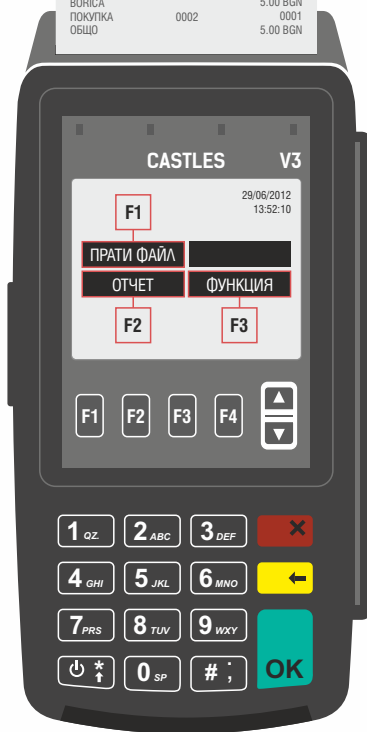 BORICA 5.00 BGN
ПОКУПКА 0002 0001
ОБЩО 5.00 BGN
CASTLES V3
29/06/2012
13:52:10
F1
ПРАТИ ФАЙЛ
ОТЧЕТ ФУНКЦИЯ
F2 F3
F1 F2 F3 F4
1 QZ. 2 ABC 3 DEF
4 GHI 5 JKL 6 MNO
7 PRS 8 TUV 9 WXY
* 0 SP # ; OK